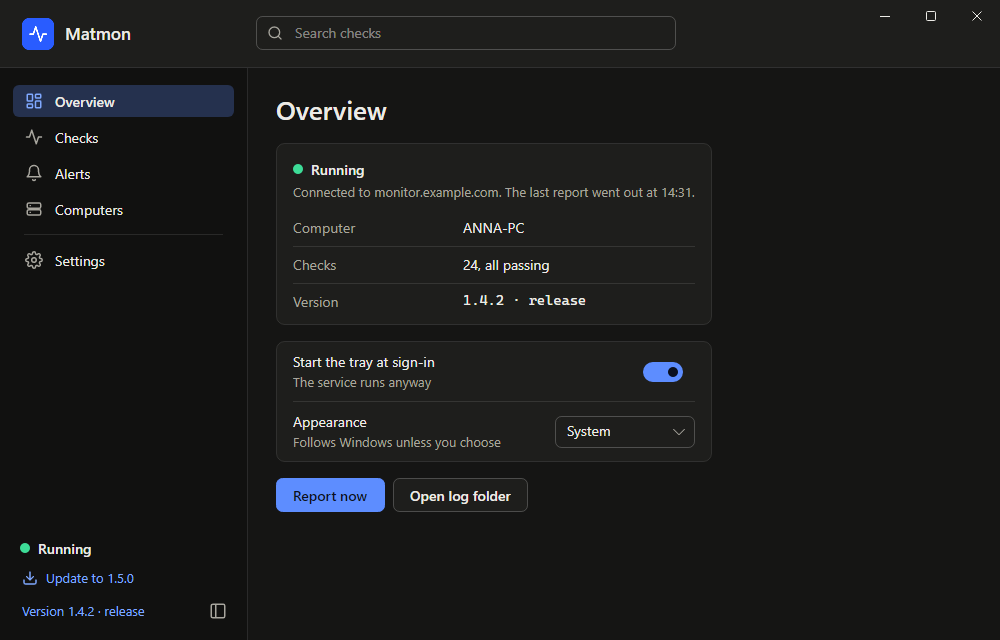 Matmon
Search checks
Overview
Checks
Alerts
Computers
Settings
Running
Update to 1.5.0
Version 1.4.2 · release
Overview
Running
Connected to monitor.example.com. The last report went out at 14:31.
Computer ANNA-PC
Checks 24, all passing
Version 1.4.2 · release
Start the tray at sign-in
The service runs anyway
Appearance
Follows Windows unless you choose
System
Report now
Open log folder